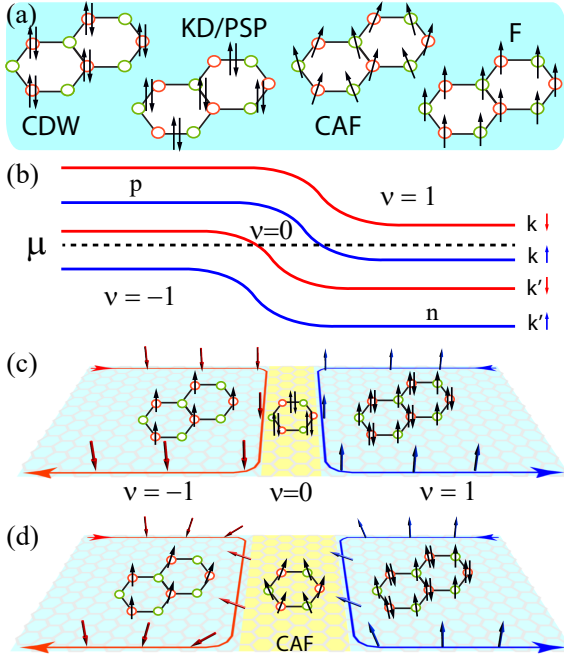 (a)
CDW
KD/PSP
CAF
F
(b)
p
ν = 1
ν=0
μ
ν = −1
n
k↓
k↑
k'↓
k'↑
(c)
ν = −1
ν=0
ν = 1
(d)
CAF